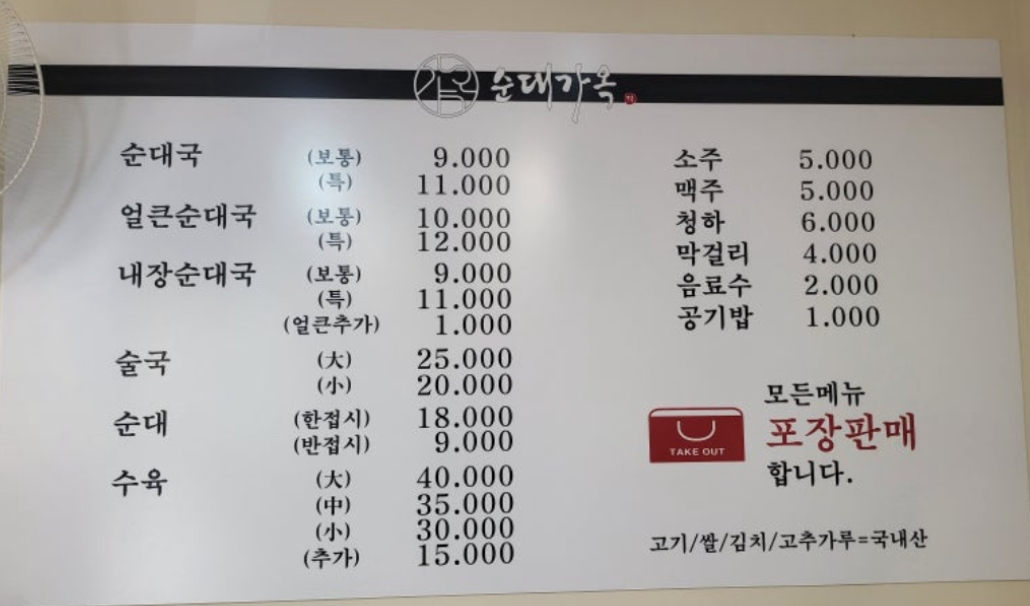 순대가옥
순대국 (보통) 9.000
(특) 11.000
얼큰순대국 (보통) 10.000
(특) 12.000
내장순대국 (보통) 9.000
(특) 11.000
(얼큰추가) 1.000
술국 (大) 25.000
(小) 20.000
순대 (한접시) 18.000
(반접시) 9.000
수육 (大) 40.000
(中) 35.000
(小) 30.000
(추가) 15.000
소주 5.000
맥주 5.000
청하 6.000
막걸리 4.000
음료수 2.000
공기밥 1.000
모든메뉴
포장판매
합니다.
TAKE OUT
고기/쌀/김치/고추가루=국내산